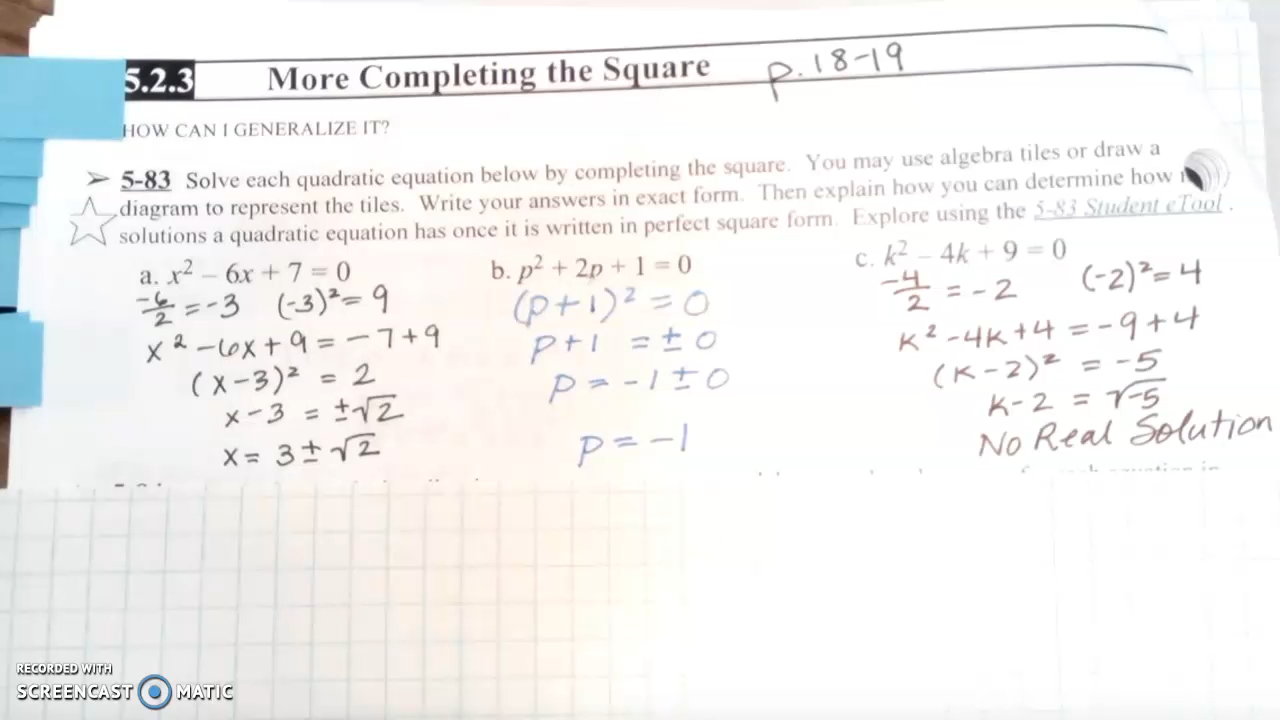 5.2.3 More Completing the Square p. 18-19
HOW CAN I GENERALIZE IT?
➢ 5-83 Solve each quadratic equation below by completing the square. You may use algebra tiles or draw a
diagram to represent the tiles. Write your answers in exact form. Then explain how you can determine how
solutions a quadratic equation has once it is written in perfect square form. Explore using the 5-83 Student eTool.
a. x² – 6x + 7 = 0
-6/2 = -3 (-3)² = 9
x² - 6x + 9 = -7 + 9
(x - 3)² = 2
x - 3 = ±√2
x = 3 ± √2
b. p² + 2p + 1 = 0
(p + 1)² = 0
p + 1 = ± 0
p = -1 ± 0
p = -1
c. k² – 4k + 9 = 0
-4/2 = -2 (-2)² = 4
k² - 4k + 4 = -9 + 4
(k - 2)² = -5
k - 2 = √-5
No Real Solution
RECORDED WITH
SCREENCAST MATIC